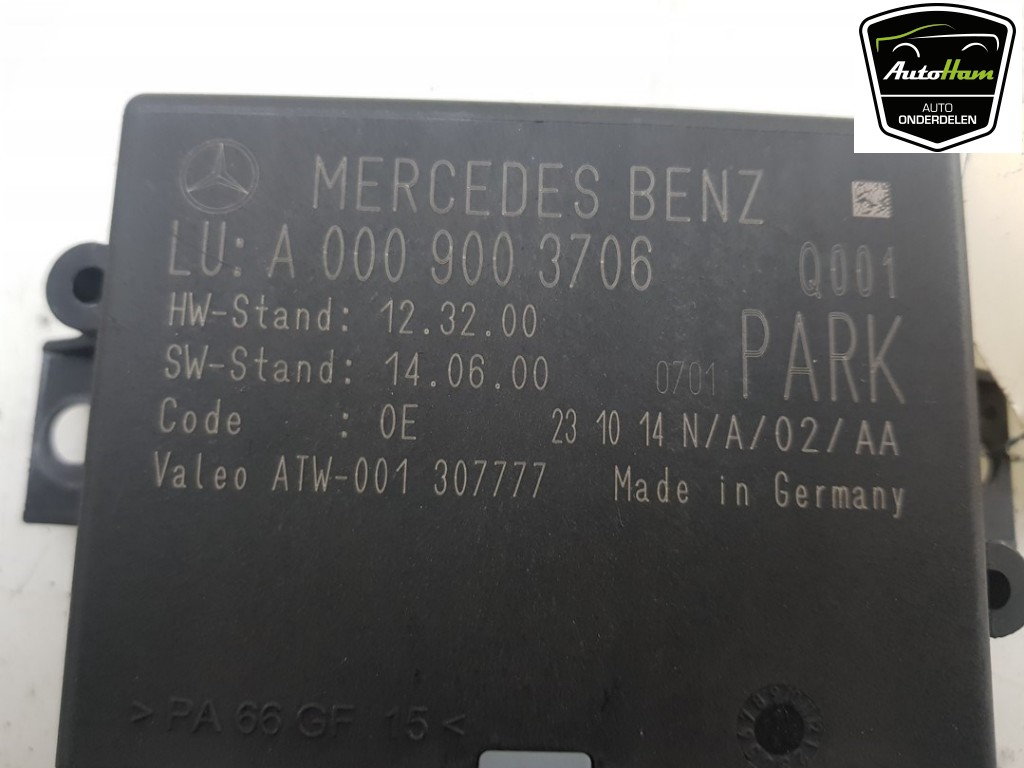 AutoHam
AUTO
ONDERDELEN
MERCEDES BENZ
LU: A 000 900 3706 Q001
HW-Stand: 12.32.00
SW-Stand: 14.06.00 0701 PARK
Code : 0E 23 10 14 N/A/02/AA
Valeo ATW-001 307777 Made in Germany
> PA 66 GF 15 <